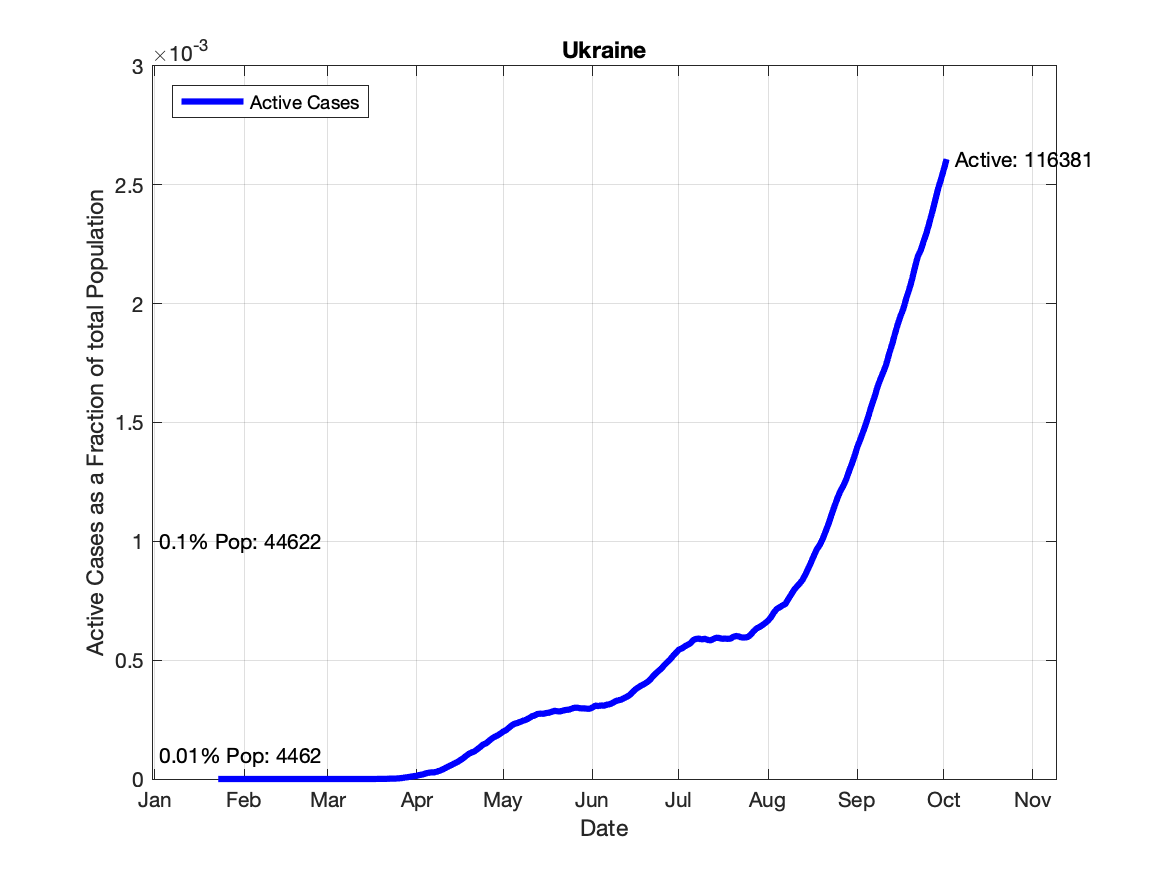 Ukraine
×10-3
3
2.5
2
1.5
1
0.5
0
Active Cases as a Fraction of total Population
Active Cases
Active: 116381
0.1% Pop: 44622
0.01% Pop: 4462
Jan Feb Mar Apr May Jun Jul Aug Sep Oct Nov
Date